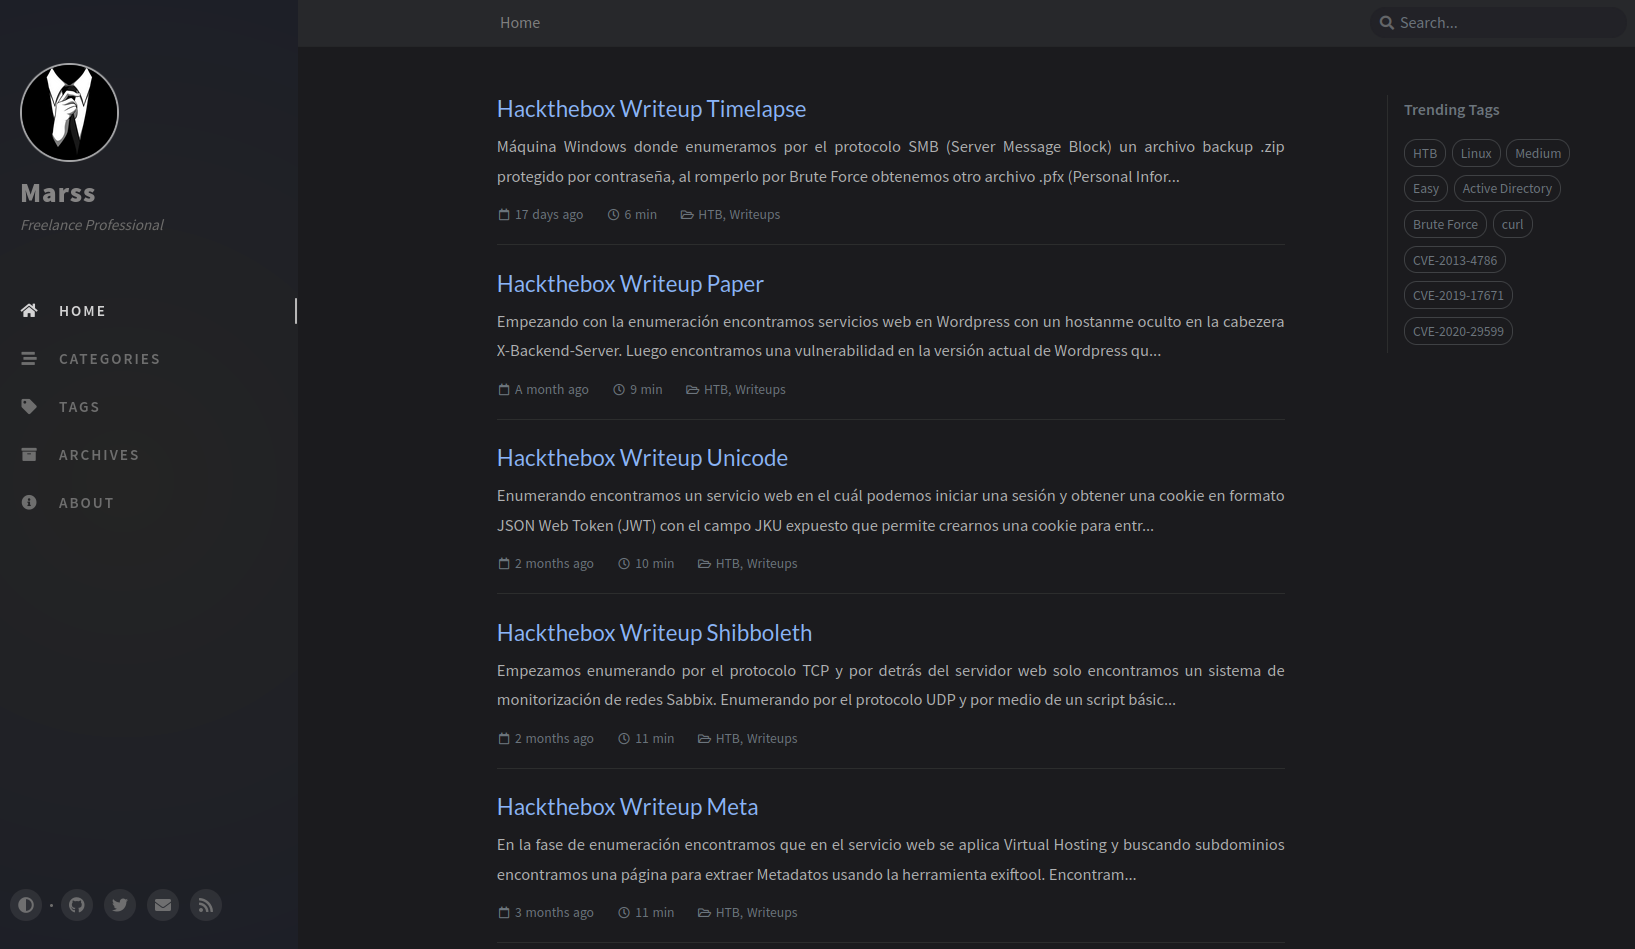 Marss
Freelance Professional
HOME
CATEGORIES
TAGS
ARCHIVES
ABOUT
Home
Search...
Hackthebox Writeup Timelapse
Máquina Windows donde enumeramos por el protocolo SMB (Server Message Block) un archivo backup .zip
protegido por contraseña, al romperlo por Brute Force obtenemos otro archivo .pfx (Personal Infor...
17 days ago 6 min HTB, Writeups
Hackthebox Writeup Paper
Empezando con la enumeración encontramos servicios web en Wordpress con un hostanme oculto en la cabezera
X-Backend-Server. Luego encontramos una vulnerabilidad en la versión actual de Wordpress qu...
A month ago 9 min HTB, Writeups
Hackthebox Writeup Unicode
Enumerando encontramos un servicio web en el cuál podemos iniciar una sesión y obtener una cookie en formato
JSON Web Token (JWT) con el campo JKU expuesto que permite crearnos una cookie para entr...
2 months ago 10 min HTB, Writeups
Hackthebox Writeup Shibboleth
Empezamos enumerando por el protocolo TCP y por detrás del servidor web solo encontramos un sistema de
monitorización de redes Sabbix. Enumerando por el protocolo UDP y por medio de un script básic...
2 months ago 11 min HTB, Writeups
Hackthebox Writeup Meta
En la fase de enumeración encontramos que en el servicio web se aplica Virtual Hosting y buscando subdominios
encontramos una página para extraer Metadatos usando la herramienta exiftool. Encontram...
3 months ago 11 min HTB, Writeups
Trending Tags
HTB Linux Medium
Easy Active Directory
Brute Force curl
CVE-2013-4786
CVE-2019-17671
CVE-2020-29599